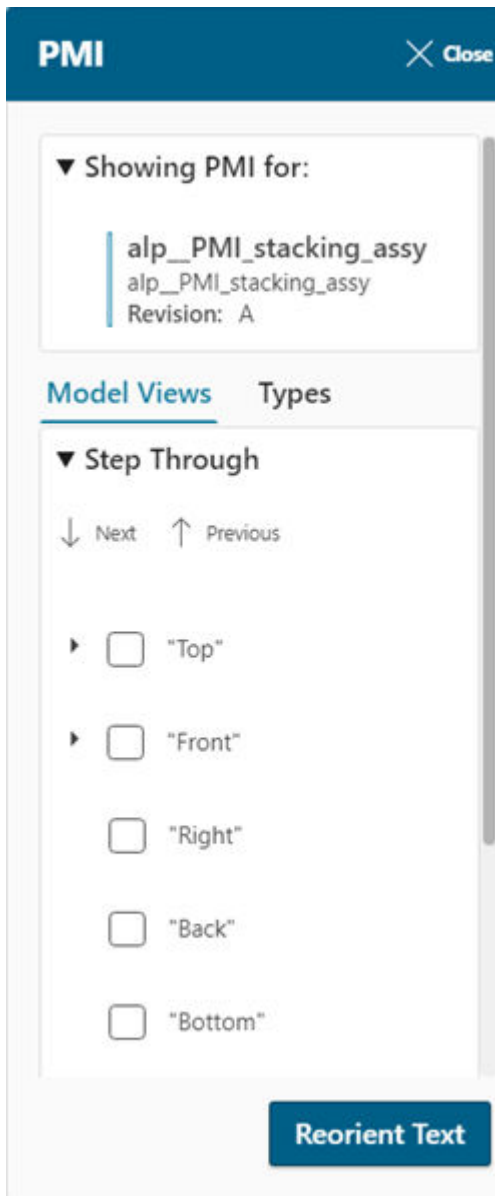 PMI
Close
Showing PMI for:
alp__PMI_stacking_assy
alp__PMI_stacking_assy
Revision: A
Model Views Types
Step Through
Next Previous
"Top"
"Front"
"Right"
"Back"
"Bottom"
Reorient Text